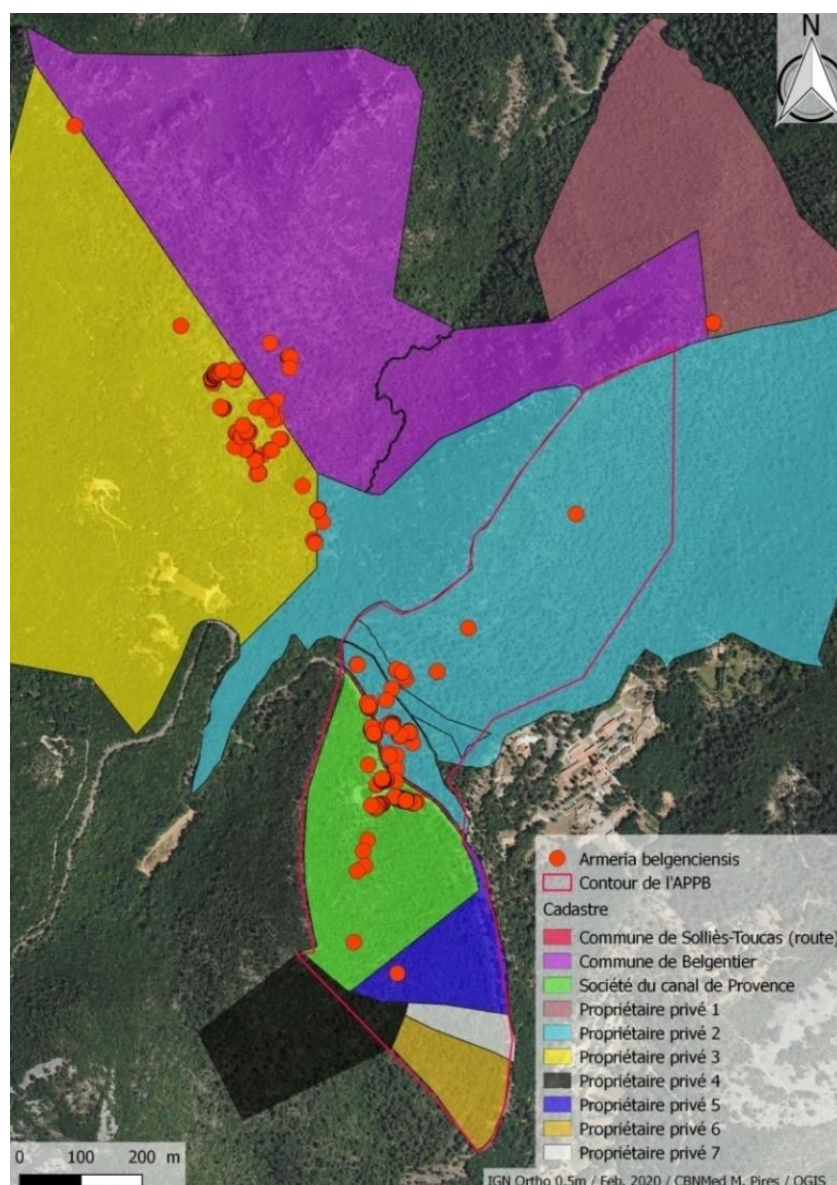 N
Armeria belgenciensis
Contour de l'APPB
Cadastre
Commune de Solliès-Toucas (route)
Commune de Belgentier
Société du canal de Provence
Propriétaire privé 1
Propriétaire privé 2
Propriétaire privé 3
Propriétaire privé 4
Propriétaire privé 5
Propriétaire privé 6
Propriétaire privé 7
0 100 200 m
IGN Ortho 0.5m / Feb. 2020 / CBNMed M. Pires / QGIS